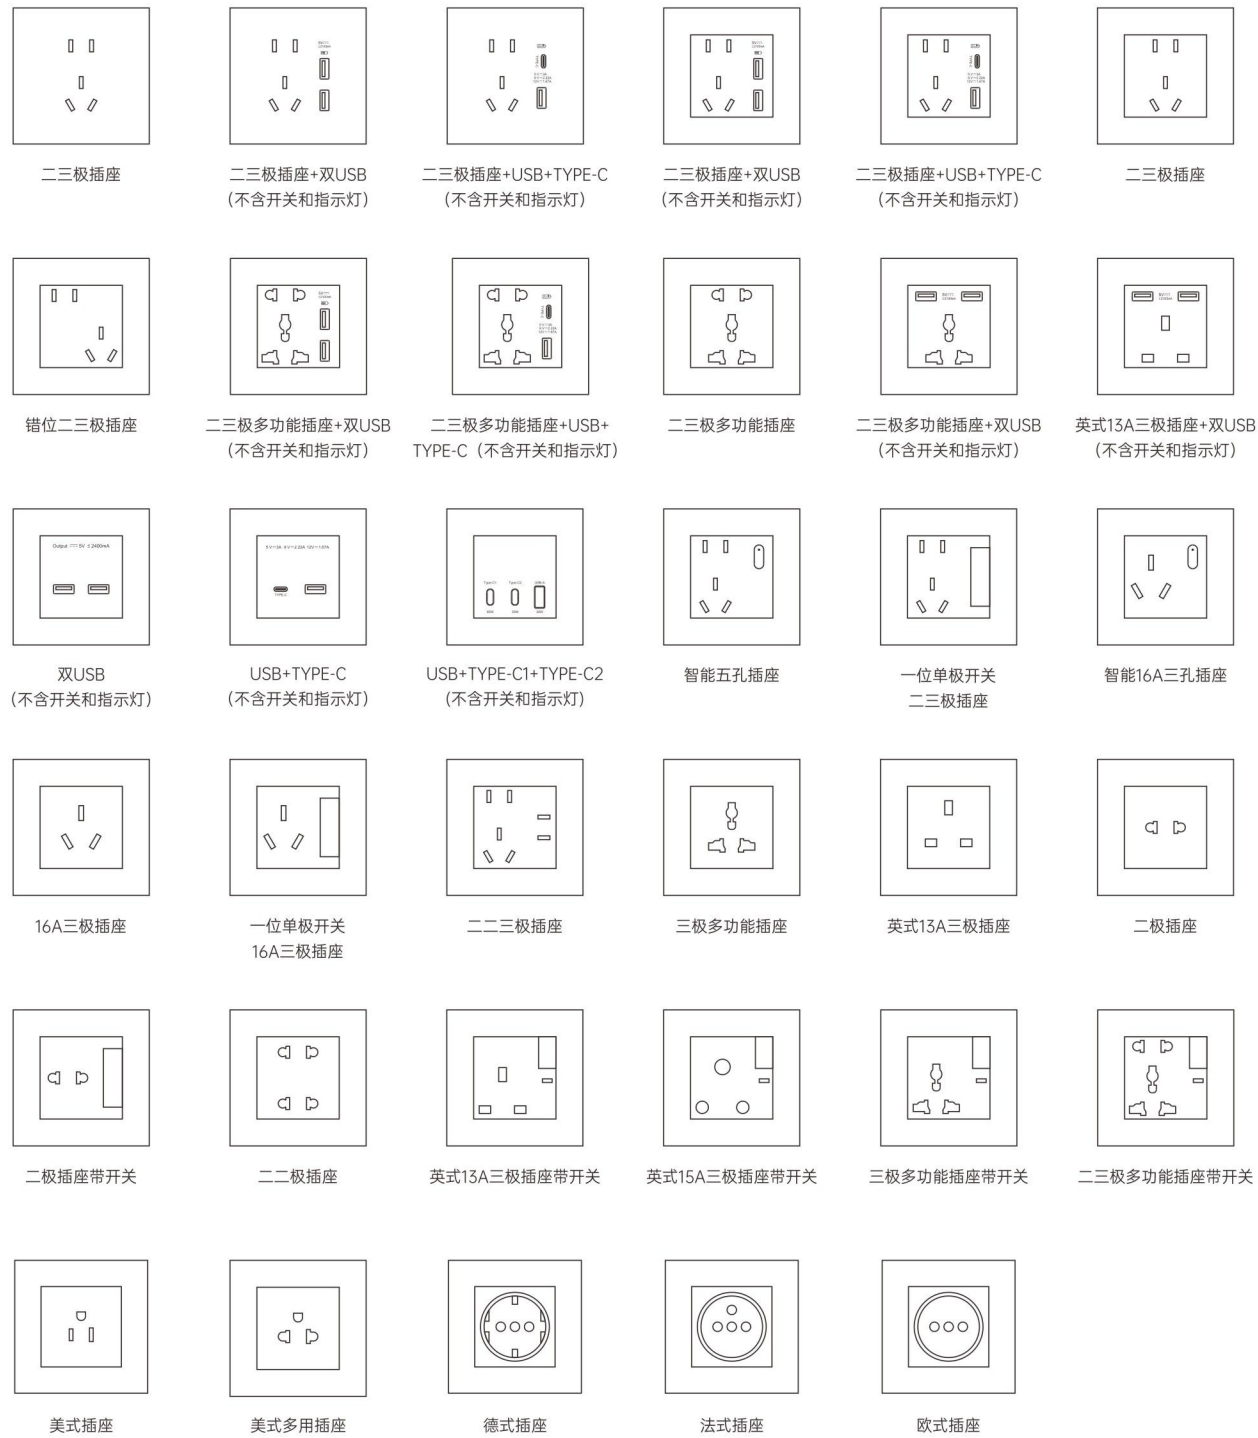 二三极插座
二三极插座+双USB
(不含开关和指示灯)
二三极插座+USB+TYPE-C
(不含开关和指示灯)
二三极插座+双USB
(不含开关和指示灯)
二三极插座+USB+TYPE-C
(不含开关和指示灯)
二三极插座
错位二三极插座
二三极多功能插座+双USB
(不含开关和指示灯)
二三极多功能插座+USB+
TYPE-C(不含开关和指示灯)
二三极多功能插座
二三极多功能插座+双USB
(不含开关和指示灯)
英式13A三极插座+双USB
(不含开关和指示灯)
Output ⎓ 5V ≤2400mA
双USB
(不含开关和指示灯)
TYPE-C
USB+TYPE-C
(不含开关和指示灯)
Type-C1 Type-C2 USB-A
USB+TYPE-C1+TYPE-C2
(不含开关和指示灯)
智能五孔插座
一位单极开关
二三极插座
智能16A三孔插座
16A三极插座
一位单极开关
16A三极插座
二二三极插座
三极多功能插座
英式13A三极插座
二极插座
二极插座带开关
二二极插座
英式13A三极插座带开关
英式15A三极插座带开关
三极多功能插座带开关
二三极多功能插座带开关
美式插座
美式多用插座
德式插座
法式插座
欧式插座